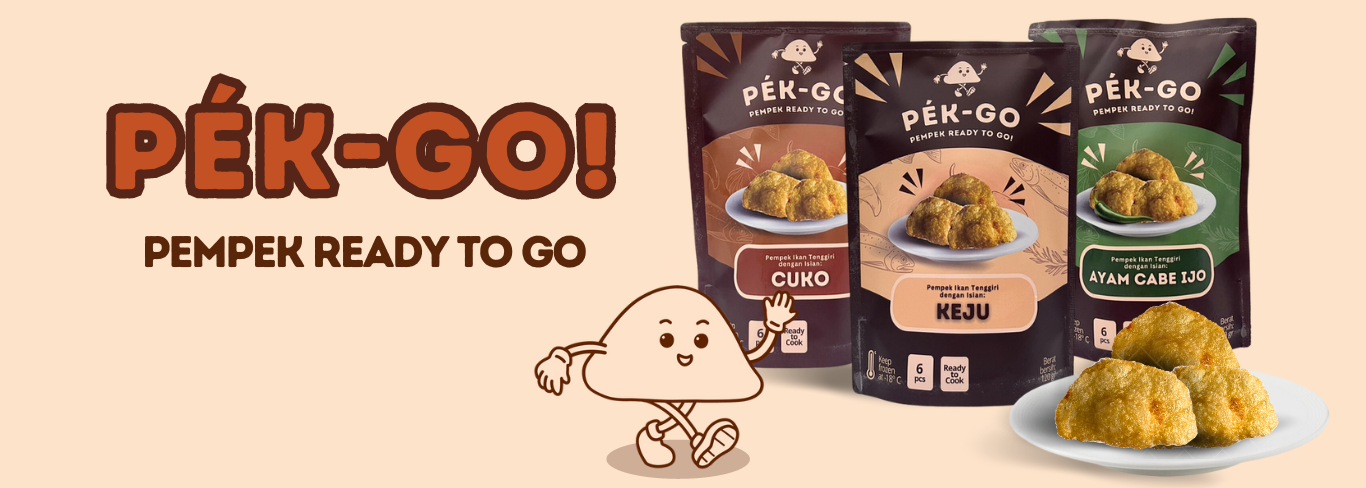 PÉK-GO!
PEMPEK READY TO GO
PÉK-GO
PEMPEK READY TO GO!
Pempek Ikan Tenggiri
dengan Isian:
CUKO
6
Ready
to
Cook
PÉK-GO
PEMPEK READY TO GO!
Pempek Ikan Tenggiri
dengan Isian:
KEJU
Keep
frozen
at -18° C
6
pcs
Ready
to
Cook
Berat
bersih:
120 gr
PÉK-GO
PEMPEK READY TO GO!
Pempek Ikan Tenggiri
dengan Isian:
AYAM CABE IJO
-18° C
6
pcs
Berat